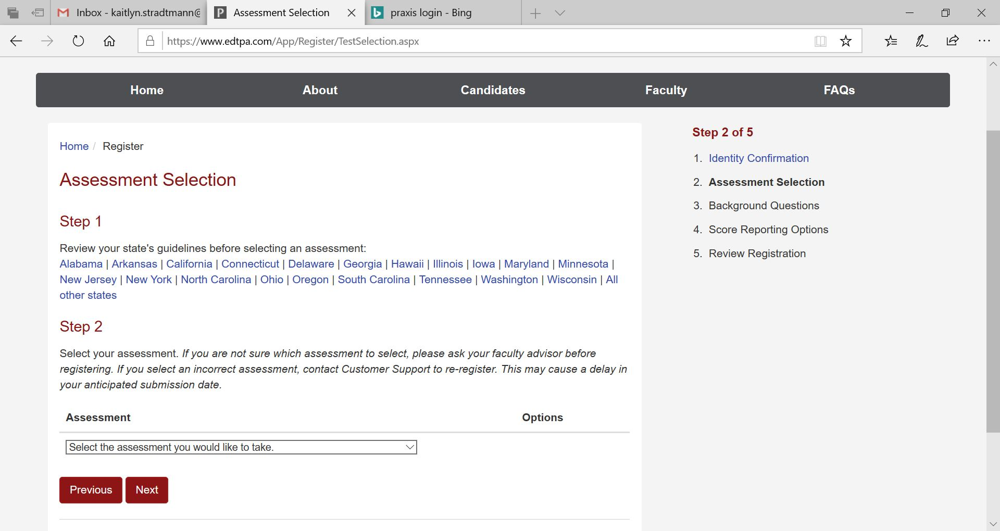 Inbox - kaitlyn.stradtmann@
Assessment Selection
praxis login - Bing
https://www.edtpa.com/App/Register/TestSelection.aspx
Home About Candidates Faculty FAQs
Home / Register
Assessment Selection
Step 1
Review your state's guidelines before selecting an assessment:
Alabama | Arkansas | California | Connecticut | Delaware | Georgia | Hawaii | Illinois | Iowa | Maryland | Minnesota |
New Jersey | New York | North Carolina | Ohio | Oregon | South Carolina | Tennessee | Washington | Wisconsin | All
other states
Step 2
Select your assessment. If you are not sure which assessment to select, please ask your faculty advisor before
registering. If you select an incorrect assessment, contact Customer Support to re-register. This may cause a delay in
your anticipated submission date.
Assessment Options
Select the assessment you would like to take.
Previous Next
Step 2 of 5
1. Identity Confirmation
2. Assessment Selection
3. Background Questions
4. Score Reporting Options
5. Review Registration